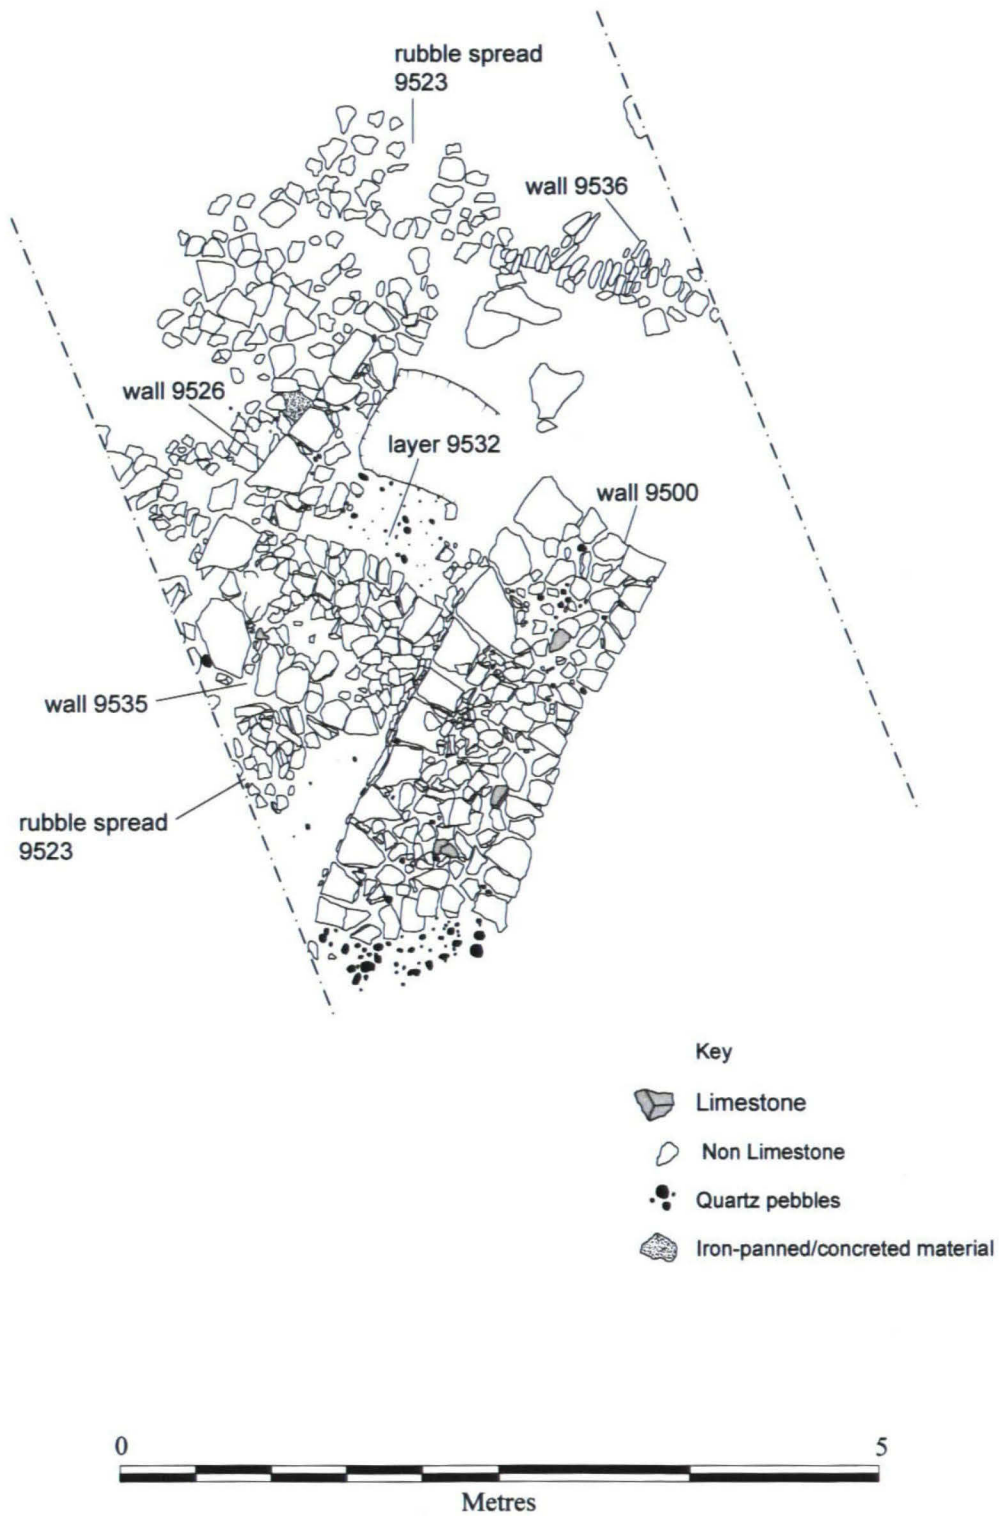 rubble spread
9523
wall 9536
wall 9526
layer 9532
wall 9500
wall 9535
rubble spread
9523
Key
Limestone
Non Limestone
Quartz pebbles
Iron-panned/concreted material
0 5
Metres